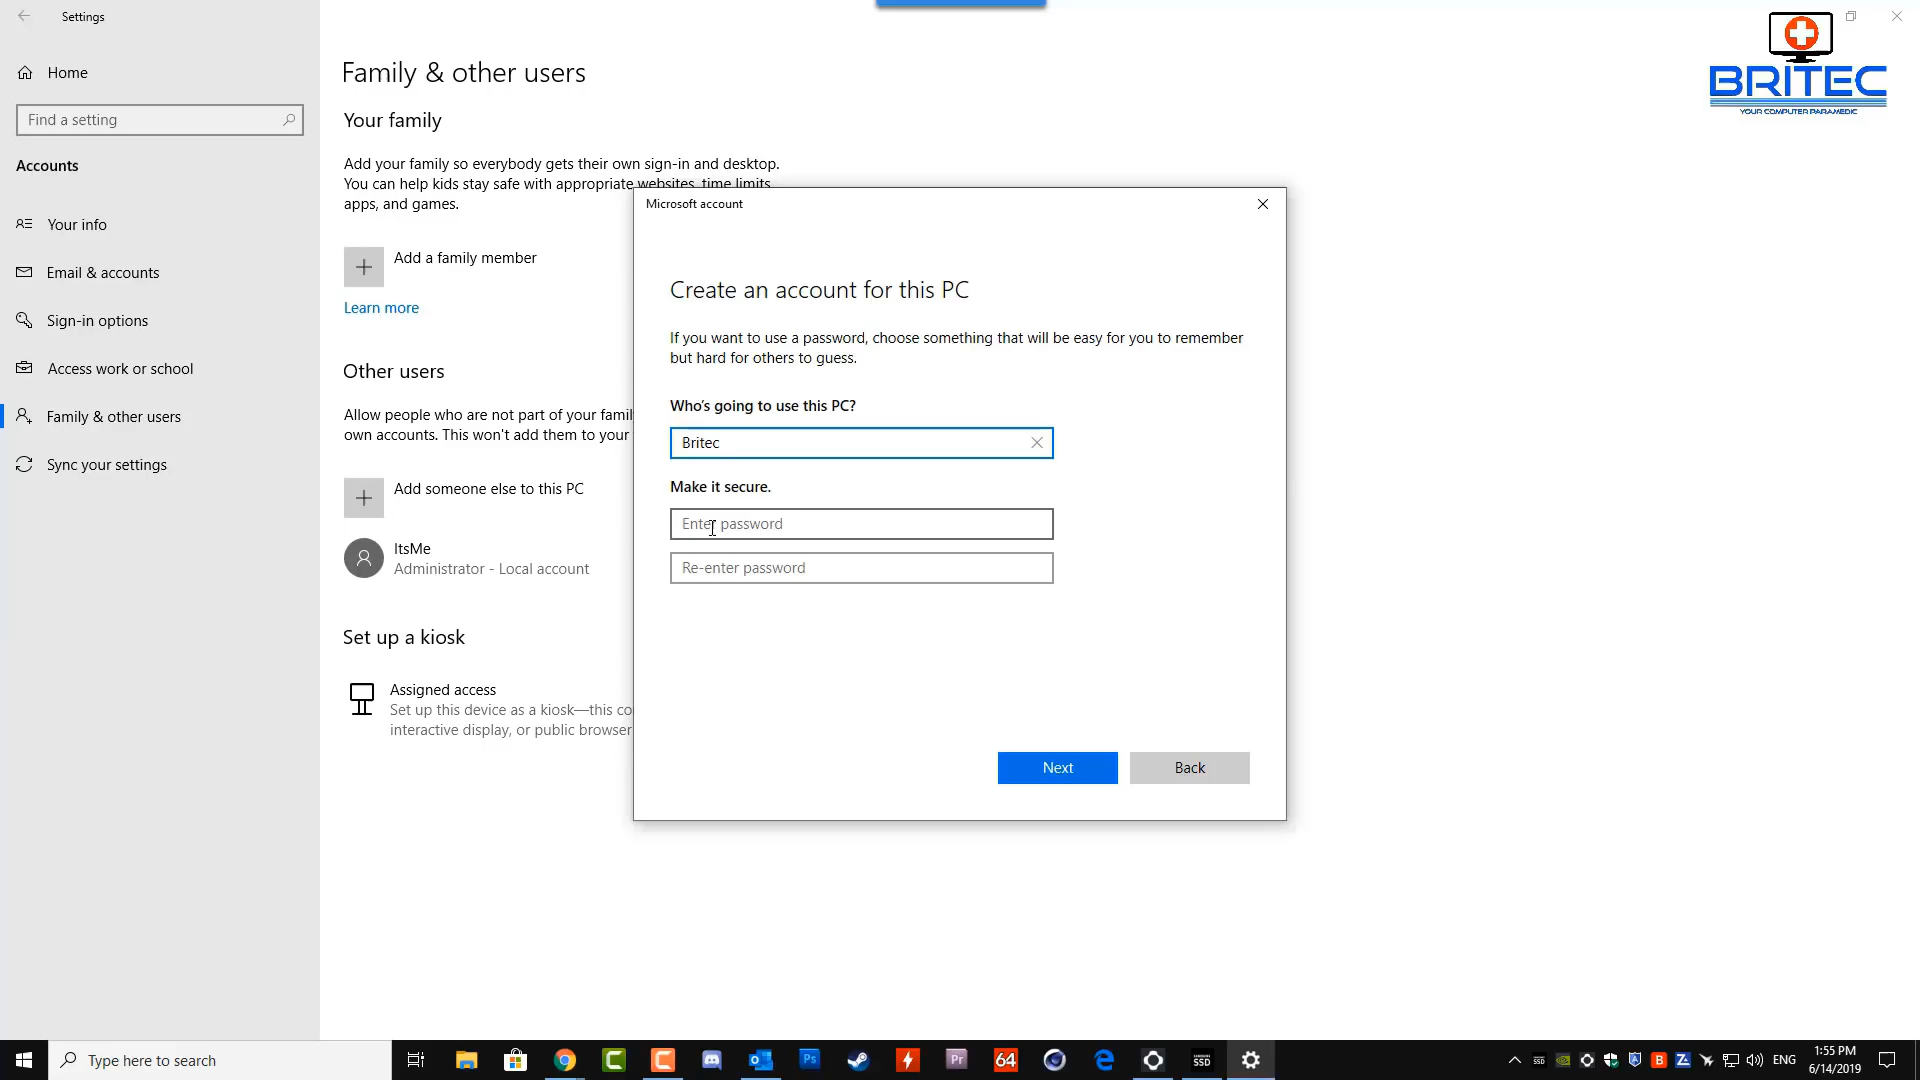 Settings
Home
Find a setting
Accounts
Your info
Email & accounts
Sign-in options
Access work or school
Family & other users
Sync your settings
Family & other users
Your family
Add your family so everybody gets their own sign-in and desktop.
You can help kids stay safe with appropriate websites, time limits,
apps, and games.
Add a family member
Learn more
Other users
Allow people who are not part of your famil
own accounts. This won't add them to your
Add someone else to this PC
ItsMe
Administrator - Local account
Set up a kiosk
Assigned access
Set up this device as a kiosk—this co
interactive display, or public browser
Microsoft account
Create an account for this PC
If you want to use a password, choose something that will be easy for you to remember
but hard for others to guess.
Who's going to use this PC?
Britec
Make it secure.
Enter password
Re-enter password
Next
Back
BRITEC
YOUR COMPUTER PARAMEDIC
Type here to search
Ps
Pr
64
SSD
ENG
1:55 PM
6/14/2019